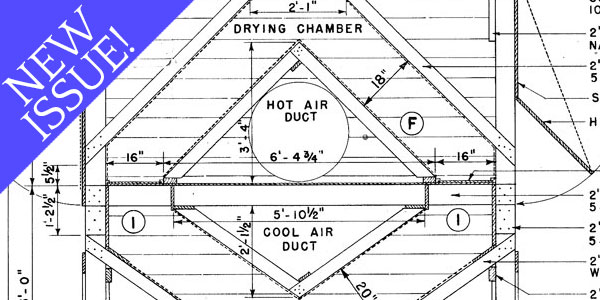 NEW
ISSUE!
2'-1"
DRYING CHAMBER
18"
HOT AIR
DUCT
F
3'-4"
16"
6'-4 3/4"
16"
5 1/2"
1'-2 1/2"
I
5'-10 1/2"
I
2'-1 1/2"
COOL AIR
DUCT
20"
10
2'
NA
2'
5
S
H
2'
5
2'
5
2'
W
2'